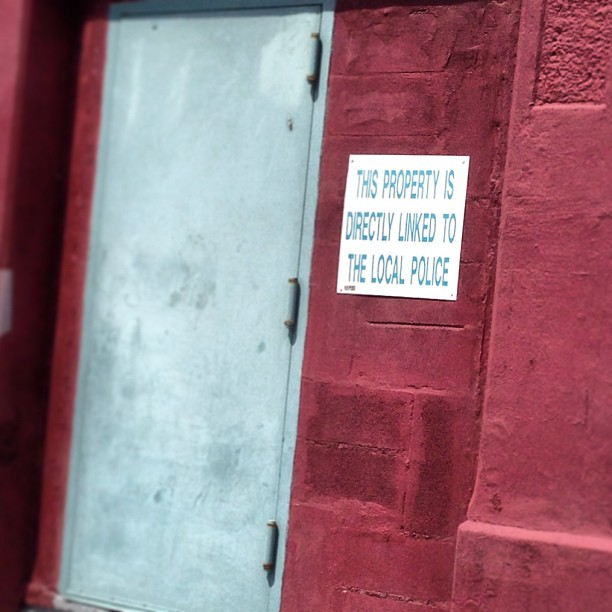 THIS PROPERTY IS
DIRECTLY LINKED TO
THE LOCAL POLICE